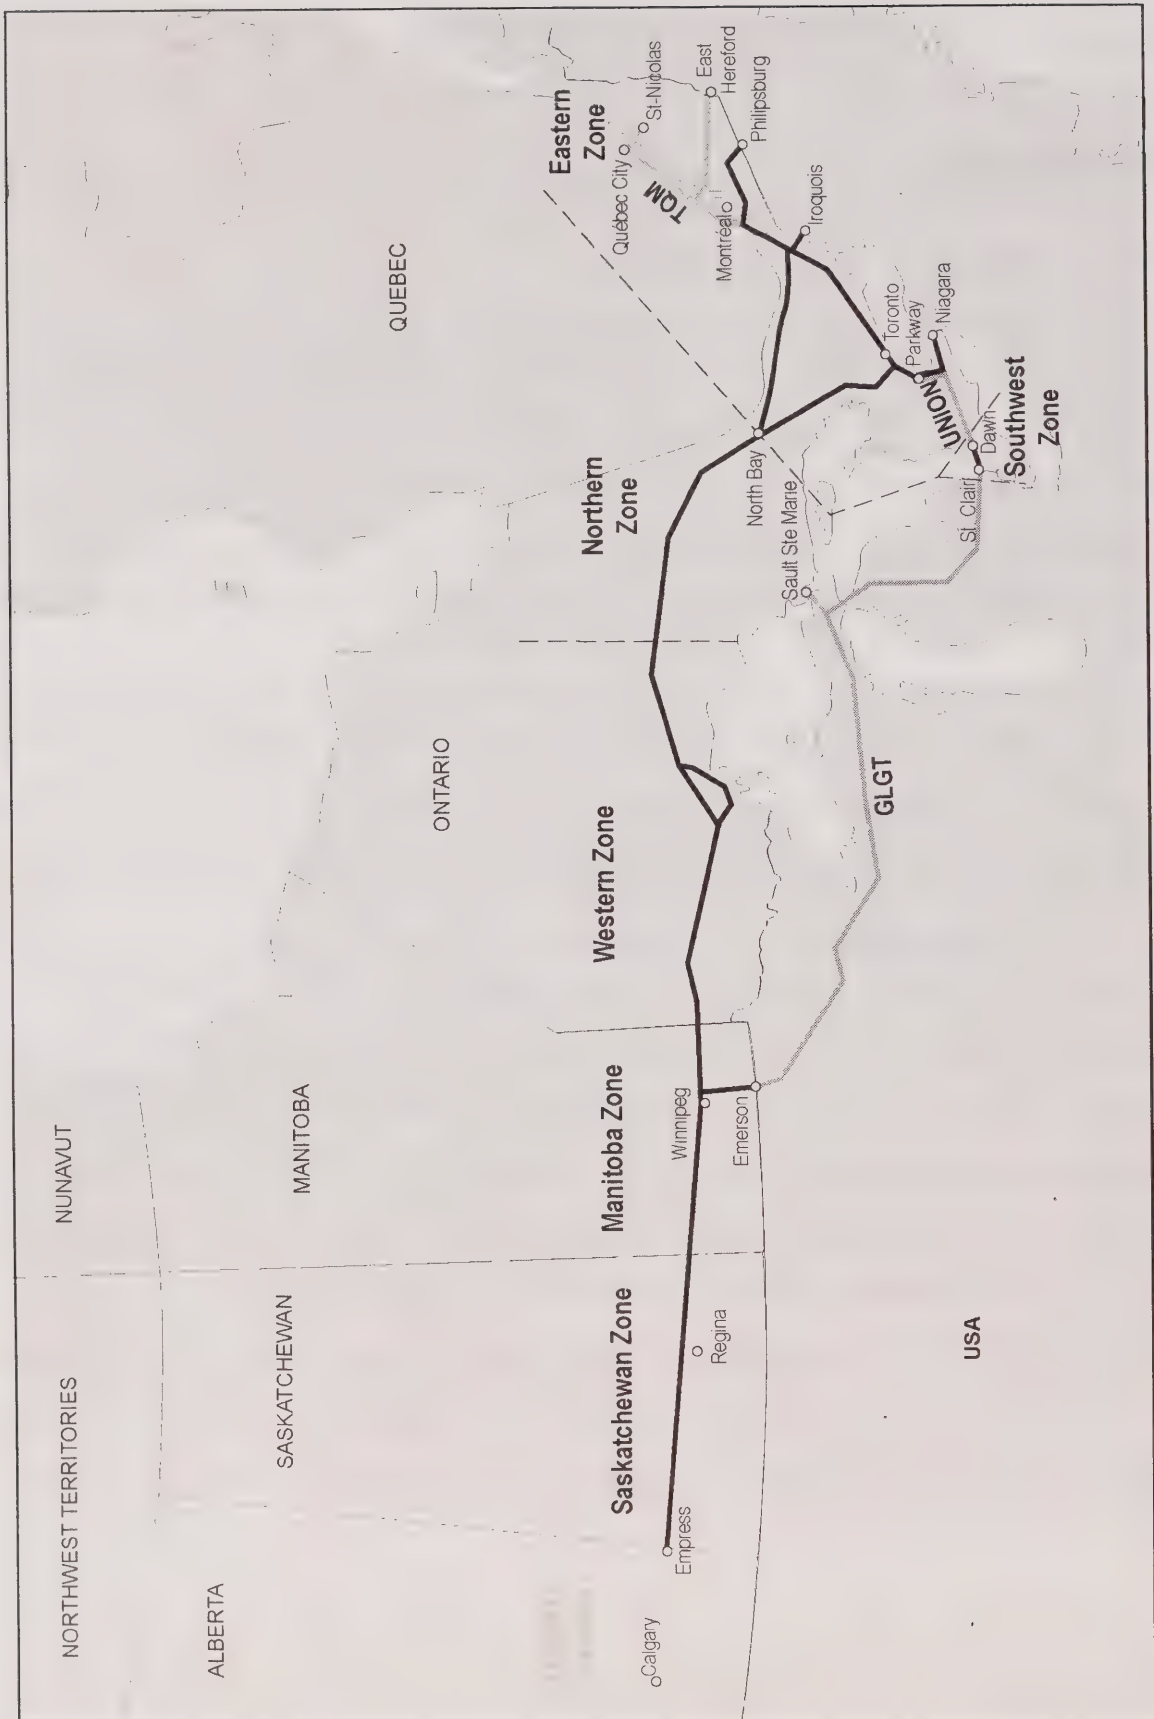 NORTHWEST TERRITORIES
NUNAVUT
ALBERTA
SASKATCHEWAN
MANITOBA
ONTARIO
QUEBEC
Saskatchewan Zone
Manitoba Zone
Western Zone
Northern
Zone
Eastern
Zone
Calgary
Empress
Regina
Winnipeg
Emerson
GLGT
Sault Ste Marie
North Bay
St. Clair
Dawn
UNION
Southwest
Zone
Parkway
Toronto
Niagara
Iroquois
Montréal
TQM
Québec City
St-Nicolas
East
Hereford
Philipsburg
USA